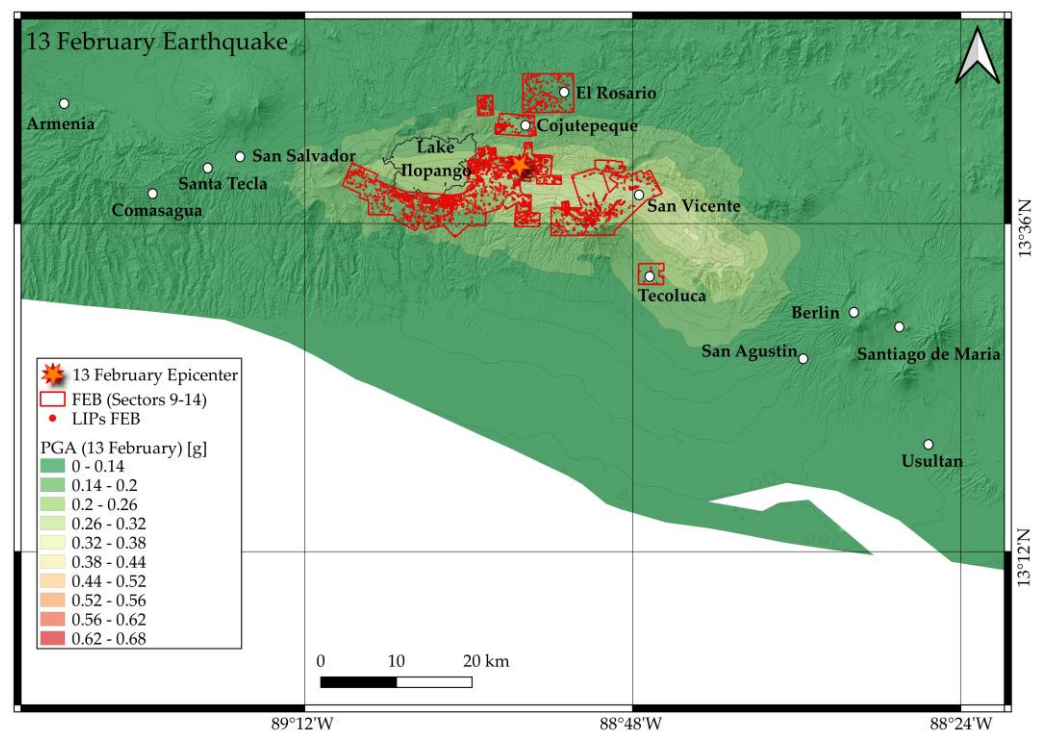 13 February Earthquake
El Rosario
Armenia
Cojutepeque
Lake
Ilopango
San Salvador
Santa Tecla
Comasagua
San Vicente
13°36'N
Tecoluca
Berlin
San Agustin
Santiago de Maria
Usultan
13 February Epicenter
FEB (Sectors 9-14)
LIPs FEB
PGA (13 February) [g]
0 - 0.14
0.14 - 0.2
0.2 - 0.26
0.26 - 0.32
0.32 - 0.38
0.38 - 0.44
0.44 - 0.52
0.52 - 0.56
0.56 - 0.62
0.62 - 0.68
13°12'N
0 10 20 km
89°12'W 88°48'W 88°24'W